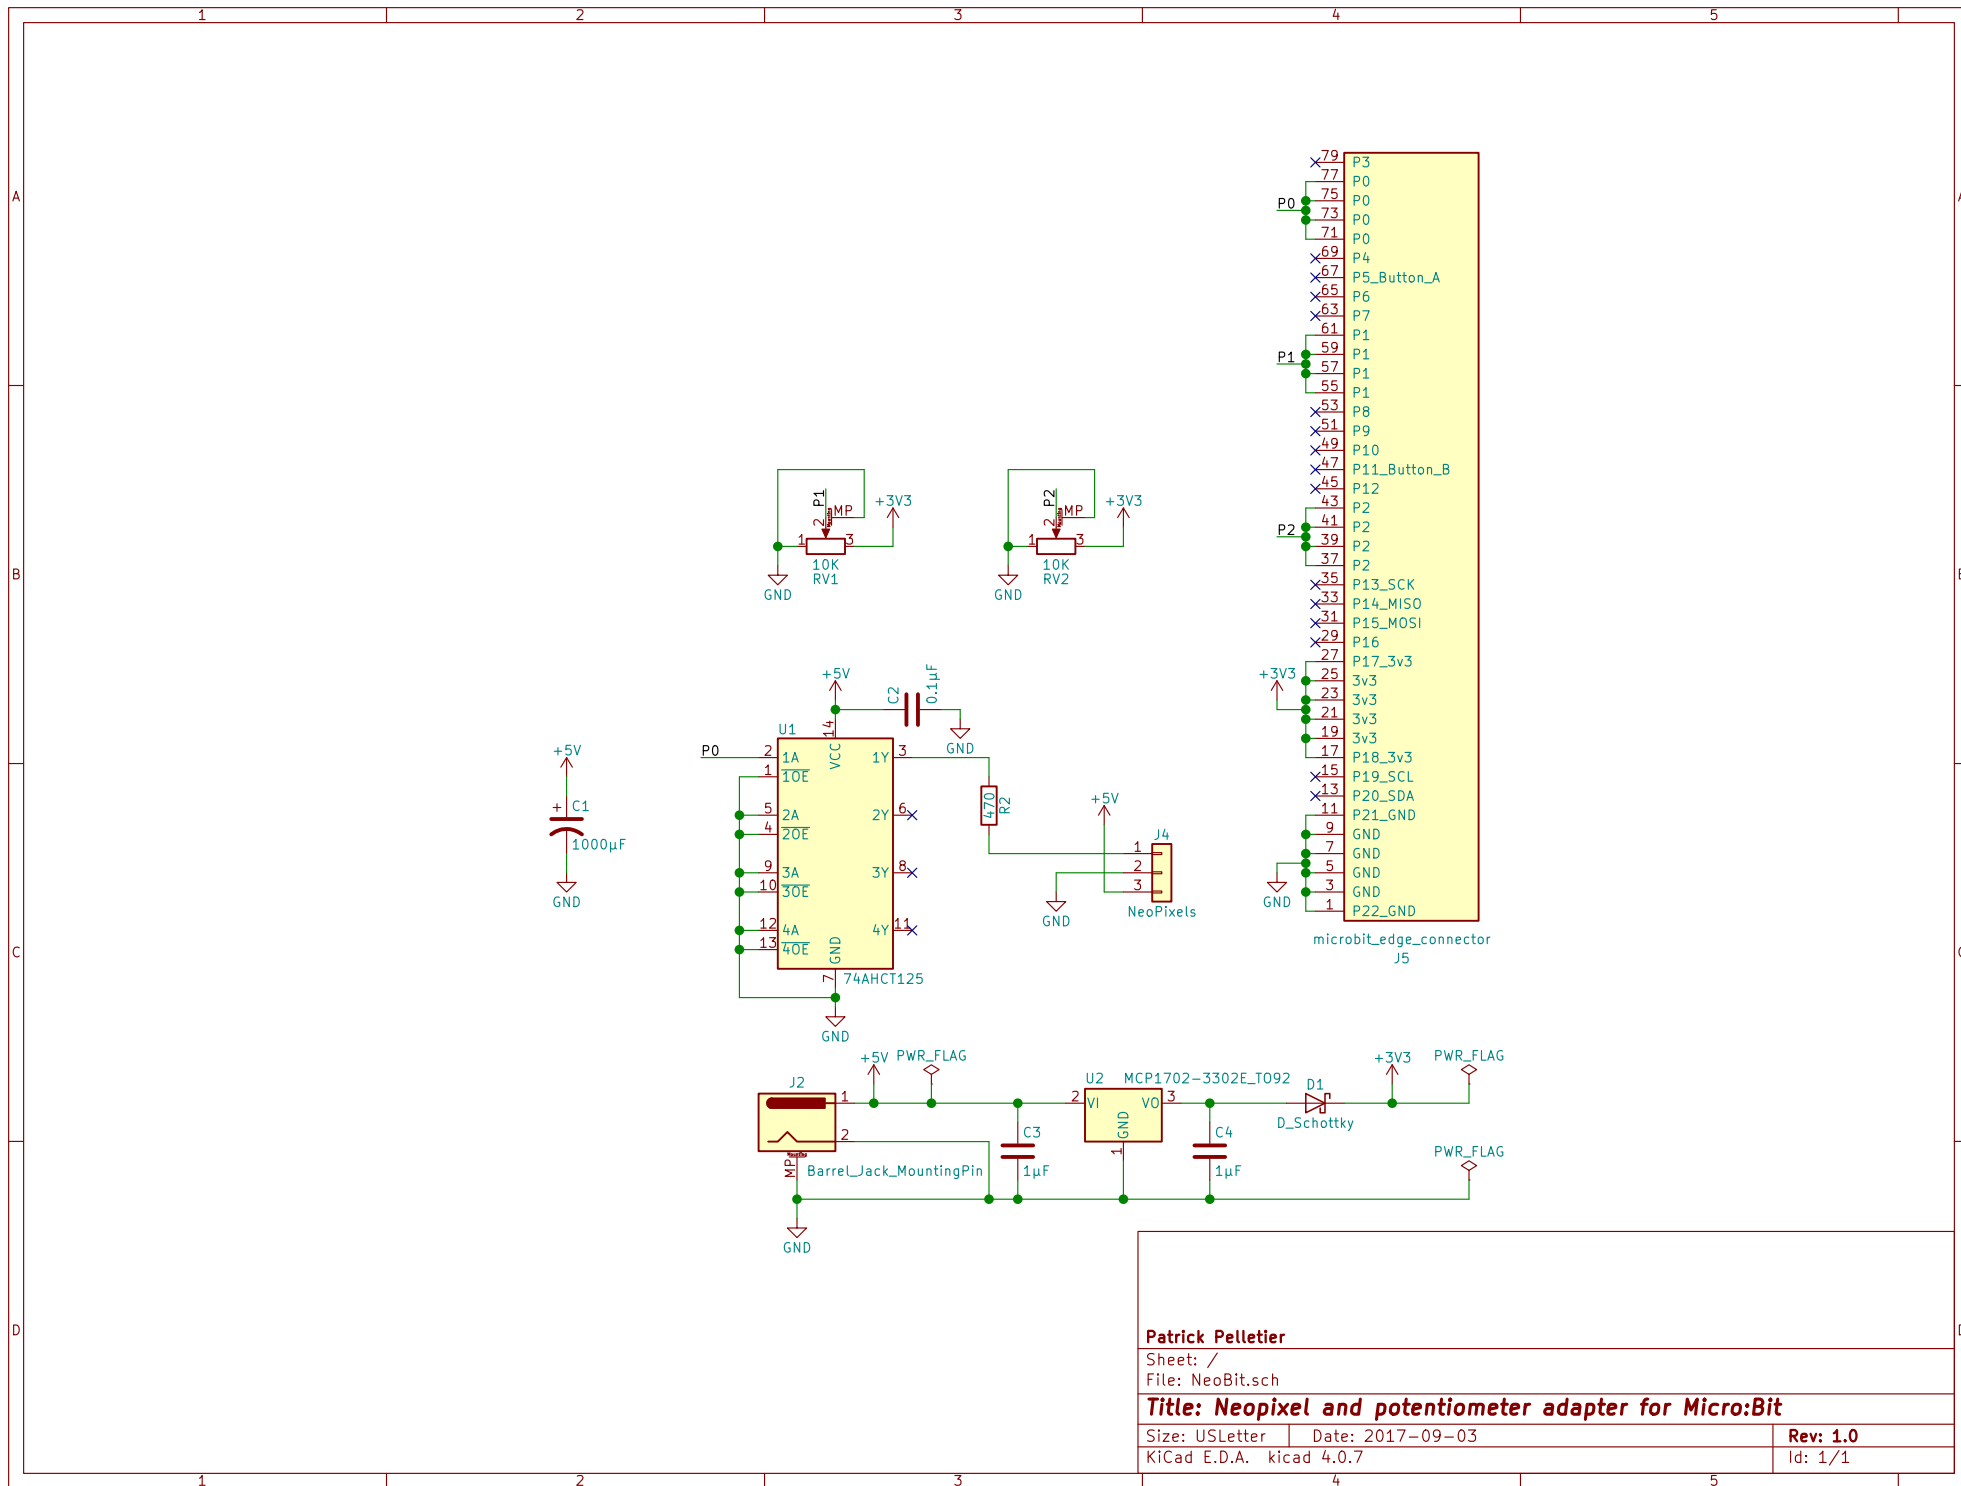 1 2 3 4 5
A
B
C
D
79 P3
77 P0
75 P0
P0
73 P0
71 P0
69 P4
67 P5_Button_A
65 P6
63 P7
61 P1
59 P1
P1
57 P1
55 P1
53 P8
51 P9
49 P10
47 P11_Button_B
45 P12
43 P2
41 P2
P2
39 P2
37 P2
35 P13_SCK
33 P14_MISO
31 P15_MOSI
29 P16
27 P17_3v3
+3V3
25 3v3
23 3v3
21 3v3
19 3v3
17 P18_3v3
15 P19_SCL
13 P20_SDA
11 P21_GND
9 GND
7 GND
5 GND
3 GND
1 P22_GND
GND
microbit_edge_connector
J5
P1
MP
+3V3
2
1 3
10K
RV1
GND
P2
MP
+3V3
2
1 3
10K
RV2
GND
+5V
C2
0.1µF
GND
U1
14
VCC
P0
2 1A 1Y 3
1 1OE
5 2A 2Y 6
4 2OE
9 3A 3Y 8
10 3OE
12 4A 4Y 11
13 4OE
GND
7
74AHCT125
GND
+5V
C1
+
1000µF
GND
470
R2
+5V
J4
1
2
3
NeoPixels
GND
+5V PWR_FLAG
J2
1
2
MP
Barrel_Jack_MountingPin
GND
C3
1µF
U2 MCP1702-3302E_TO92
2 VI VO 3
GND
1
C4
1µF
D1
D_Schottky
+3V3
PWR_FLAG
PWR_FLAG
Patrick Pelletier
Sheet: /
File: NeoBit.sch
Title: Neopixel and potentiometer adapter for Micro:Bit
Size: USLetter Date: 2017-09-03 Rev: 1.0
KiCad E.D.A. kicad 4.0.7 Id: 1/1
1 2 3 4 5